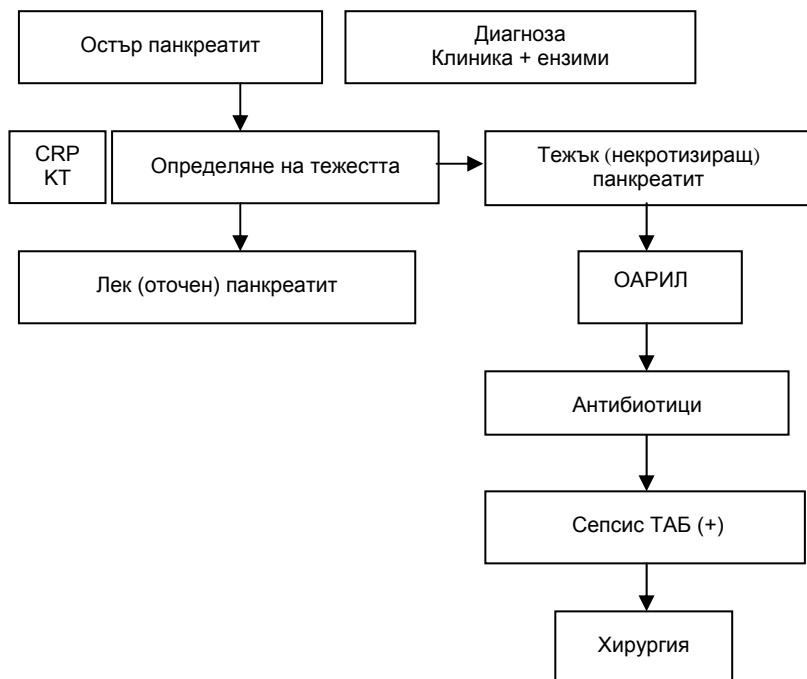 Остър панкреатит
Диагноза
Клиника + ензими
CRP
КТ
Определяне на тежестта
Тежък (некротизиращ)
панкреатит
Лек (оточен) панкреатит
ОАРИЛ
Антибиотици
Сепсис ТАБ (+)
Хирургия